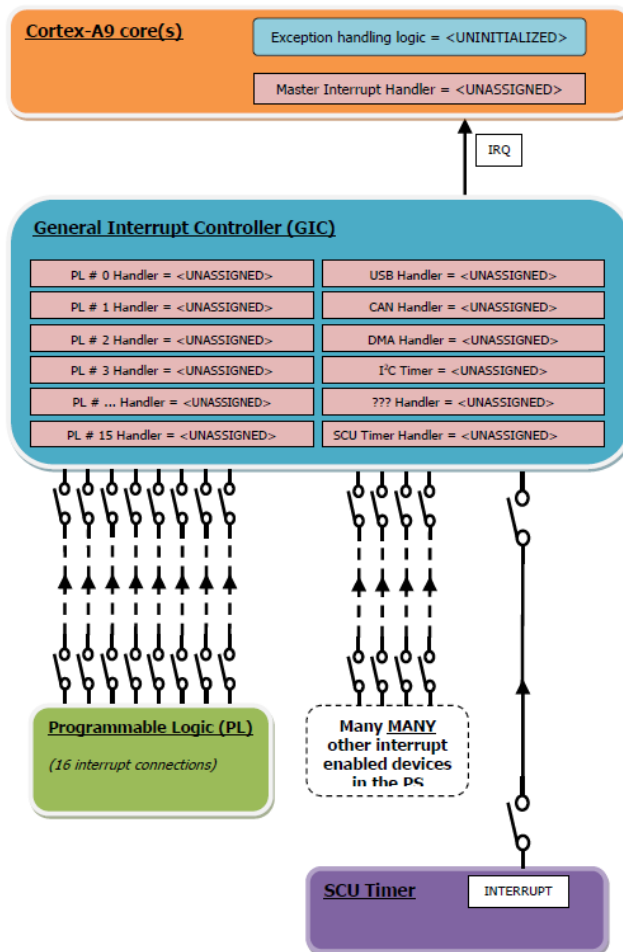 Cortex-A9 core(s)
Exception handling logic = <UNINITIALIZED>
Master Interrupt Handler = <UNASSIGNED>
IRQ
General Interrupt Controller (GIC)
PL # 0 Handler = <UNASSIGNED>
USB Handler = <UNASSIGNED>
PL # 1 Handler = <UNASSIGNED>
CAN Handler = <UNASSIGNED>
PL # 2 Handler = <UNASSIGNED>
DMA Handler = <UNASSIGNED>
PL # 3 Handler = <UNASSIGNED>
I²C Timer = <UNASSIGNED>
PL # ... Handler = <UNASSIGNED>
??? Handler = <UNASSIGNED>
PL # 15 Handler = <UNASSIGNED>
SCU Timer Handler = <UNASSIGNED>
Programmable Logic (PL)
(16 interrupt connections)
Many MANY
other interrupt
enabled devices
in the PS
SCU Timer
INTERRUPT